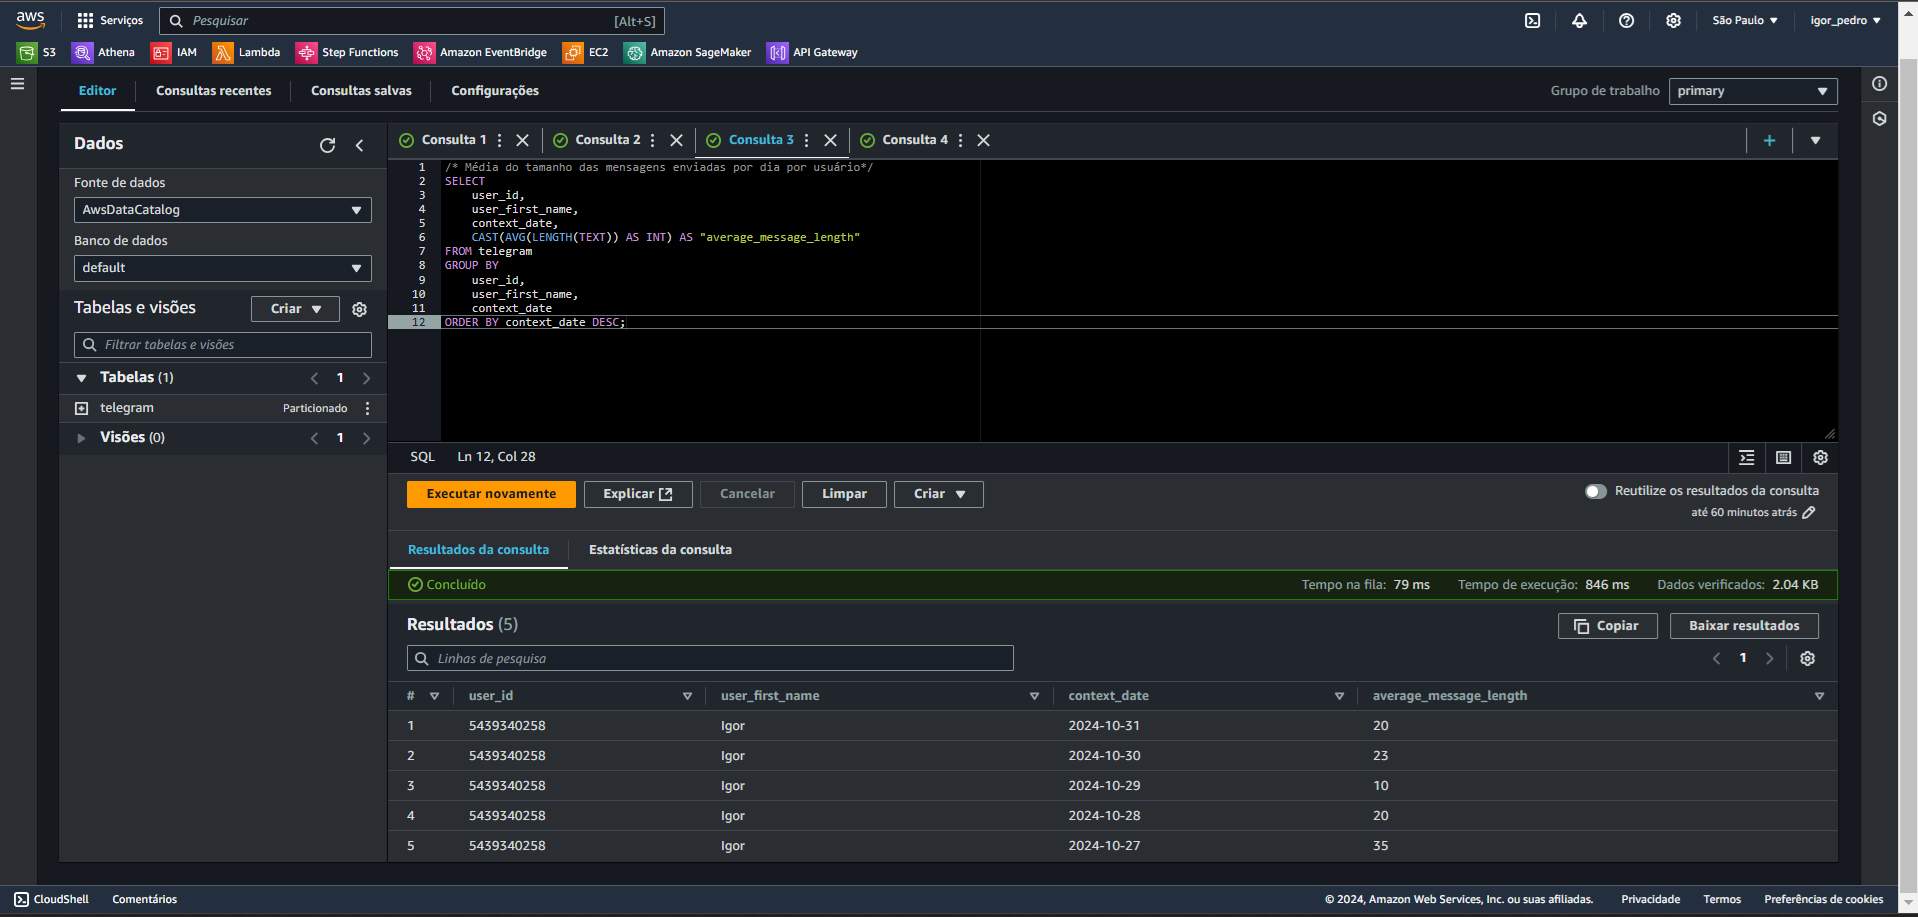 aws Serviços Pesquisar [Alt+S] São Paulo igor_pedro
S3 Athena IAM Lambda Step Functions Amazon EventBridge EC2 Amazon SageMaker API Gateway
Editor Consultas recentes Consultas salvas Configurações Grupo de trabalho primary
Dados
Fonte de dados
AwsDataCatalog
Banco de dados
default
Tabelas e visões Criar
Filtrar tabelas e visões
Tabelas (1) 1
telegram Particionado
Visões (0) 1
Consulta 1 Consulta 2 Consulta 3 Consulta 4
1 /* Média do tamanho das mensagens enviadas por dia por usuário*/
2 SELECT
3 user_id,
4 user_first_name,
5 context_date,
6 CAST(AVG(LENGTH(TEXT)) AS INT) AS "average_message_length"
7 FROM telegram
8 GROUP BY
9 user_id,
10 user_first_name,
11 context_date
12 ORDER BY context_date DESC;
SQL Ln 12, Col 28
Executar novamente Explicar Cancelar Limpar Criar Reutilize os resultados da consulta
até 60 minutos atrás
Resultados da consulta Estatísticas da consulta
Concluído Tempo na fila: 79 ms Tempo de execução: 846 ms Dados verificados: 2.04 KB
Resultados (5) Copiar Baixar resultados
Linhas de pesquisa 1
# user_id user_first_name context_date average_message_length
1 5439340258 Igor 2024-10-31 20
2 5439340258 Igor 2024-10-30 23
3 5439340258 Igor 2024-10-29 10
4 5439340258 Igor 2024-10-28 20
5 5439340258 Igor 2024-10-27 35
CloudShell Comentários © 2024, Amazon Web Services, Inc. ou suas afiliadas. Privacidade Termos Preferências de cookies